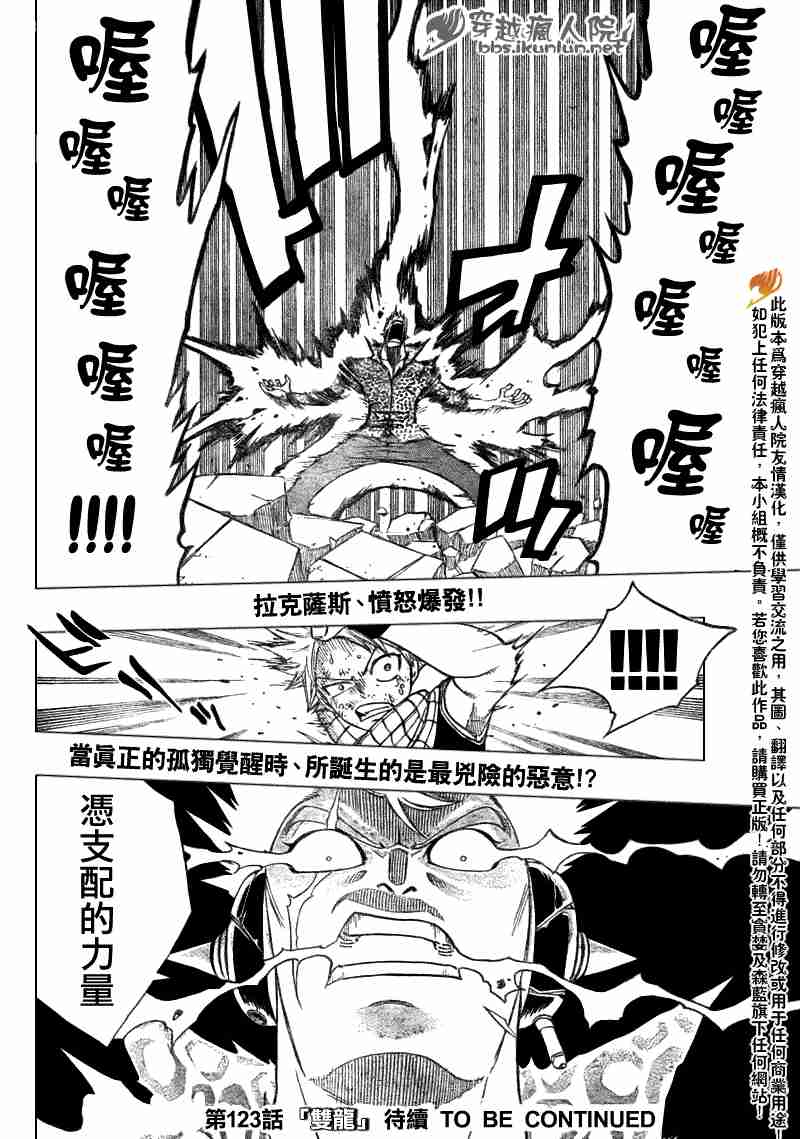 穿越瘋人院
bbs.ikunlun.net
喔
喔
喔
喔
喔
喔
喔
喔
喔
喔
喔
喔
喔
喔
!!!!
拉克薩斯、憤怒爆發!!
!!!!
當眞正的孤獨覺醒時、所誕生的是最兇險的惡意!?
憑支配的力量
第123話「雙龍」 待續 TO BE CONTINUED
此版本爲穿越瘋人院友情漢化，僅供學習交流之用，其圖、翻譯以及任何部分不得進行修改或用于任何商業用途！
如犯上任何法律責任，本小組概不負責。若您喜歡此作品，請購買正版！請勿轉至貪婪及森藍旗下任何網站！